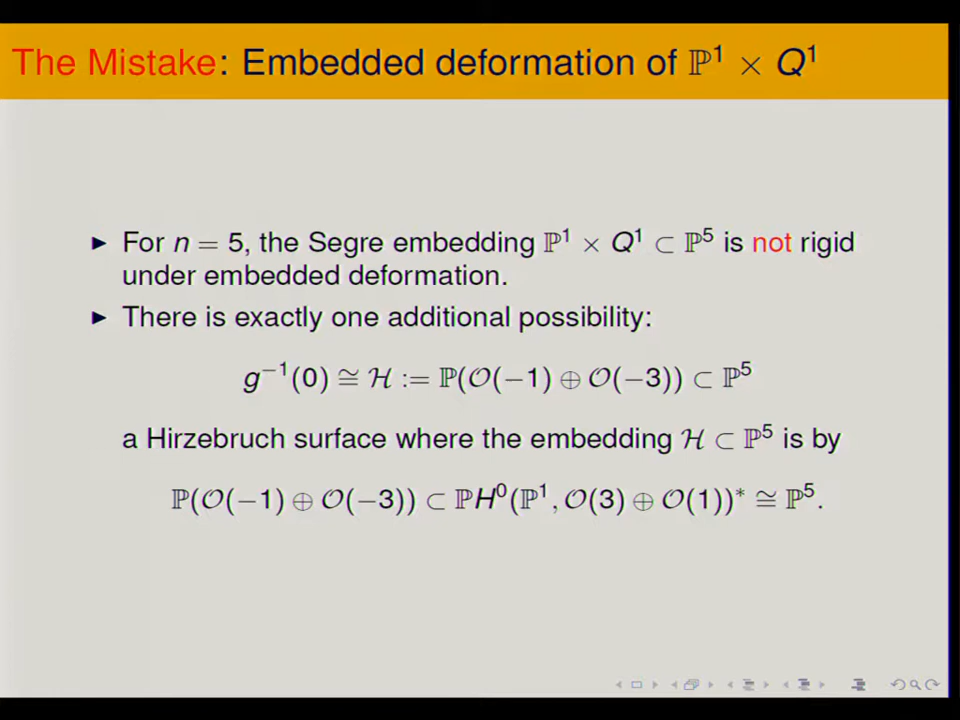 The Mistake: Embedded deformation of ℙ¹ × Q¹
▶ For n = 5, the Segre embedding ℙ¹ × Q¹ ⊂ ℙ⁵ is not rigid
under embedded deformation.
▶ There is exactly one additional possibility:
g⁻¹(0) ≅ ℋ := ℙ(𝒪(−1) ⊕ 𝒪(−3)) ⊂ ℙ⁵
a Hirzebruch surface where the embedding ℋ ⊂ ℙ⁵ is by
ℙ(𝒪(−1) ⊕ 𝒪(−3)) ⊂ ℙH⁰(ℙ¹, 𝒪(3) ⊕ 𝒪(1))* ≅ ℙ⁵.